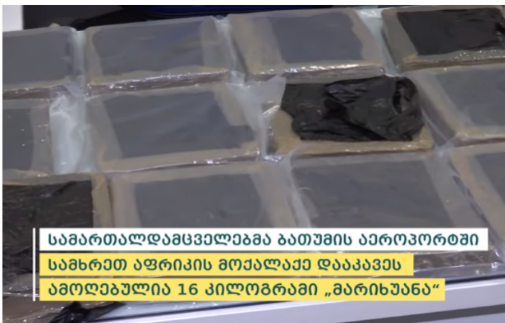 სამართალდამცველებმა ბათუმის აეროპორტში
სამხრეთ აფრიკის მოქალაქე დააკავეს
ამოღებულია 16 კილოგრამი „მარიხუანა“